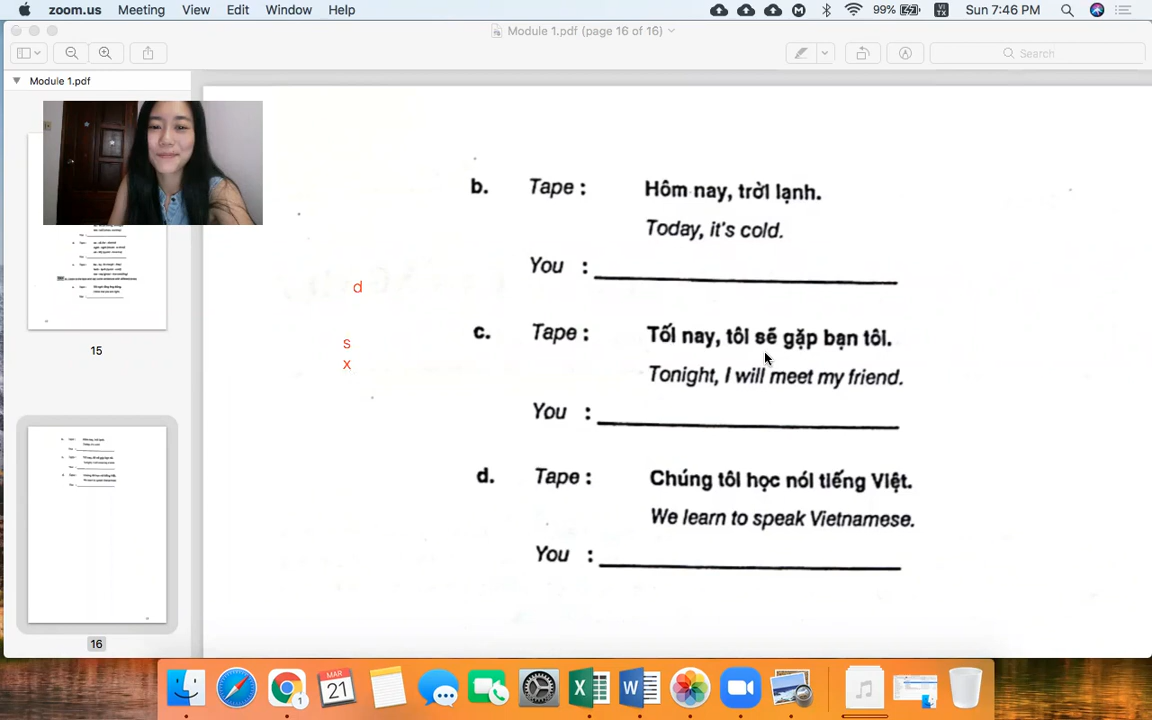 zoom.us Meeting View Edit Window Help 99% VI TX Sun 7:46 PM
Module 1.pdf (page 16 of 16)
Search
Module 1.pdf
15
16
b. Tape : Hôm nay, trời lạnh.
Today, it's cold.
You : 
d
c. Tape : Tối nay, tôi sẽ gặp bạn tôi.
S
X
Tonight, I will meet my friend.
You : 
d. Tape : Chúng tôi học nói tiếng Việt.
We learn to speak Vietnamese.
You : 
MAR
21
1